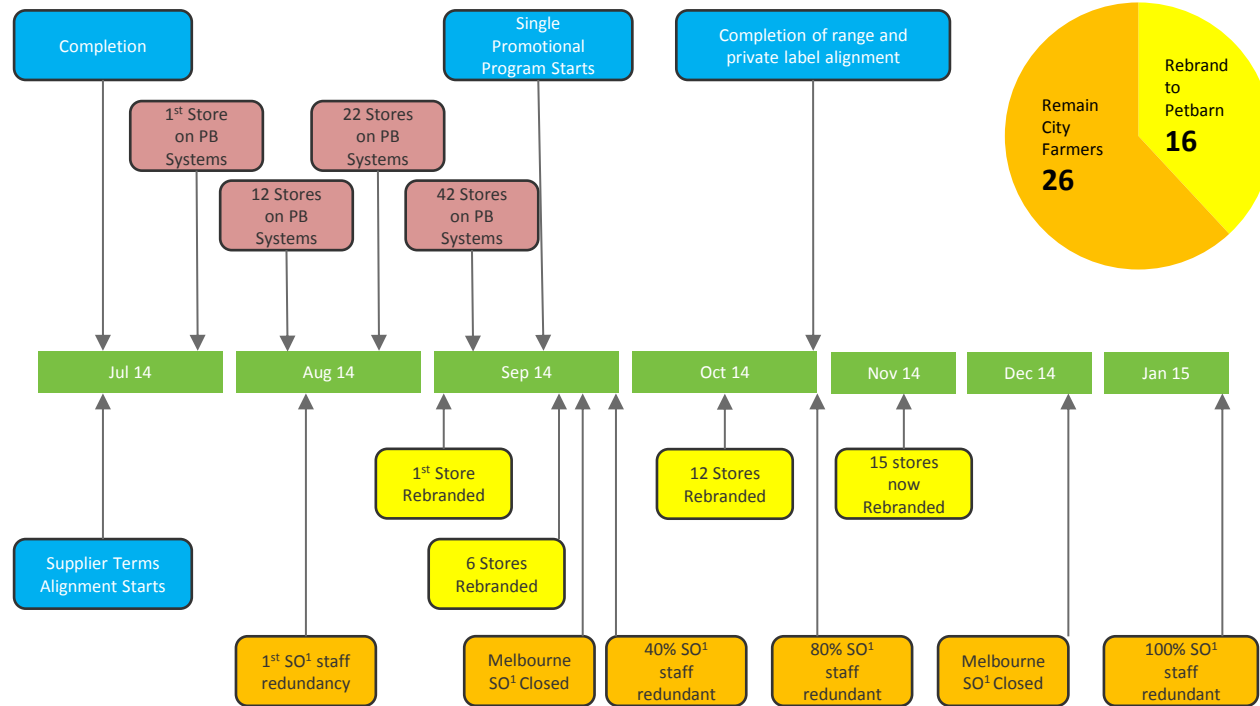 Completion
Single
Promotional
Program Starts
Completion of range and
private label alignment
Remain
City
Farmers
26
Rebrand
to
Petbarn
16
1st Store
on PB
Systems
22 Stores
on PB
Systems
12 Stores
on PB
Systems
42 Stores
on PB
Systems
Jul 14
Aug 14
Sep 14
Oct 14
Nov 14
Dec 14
Jan 15
1st Store
Rebranded
12 Stores
Rebranded
15 stores
now
Rebranded
Supplier Terms
Alignment Starts
6 Stores
Rebranded
1st SO1 staff
redundancy
Melbourne
SO1 Closed
40% SO1
staff
redundant
80% SO1
staff
redundant
Melbourne
SO1 Closed
100% SO1
staff
redundant